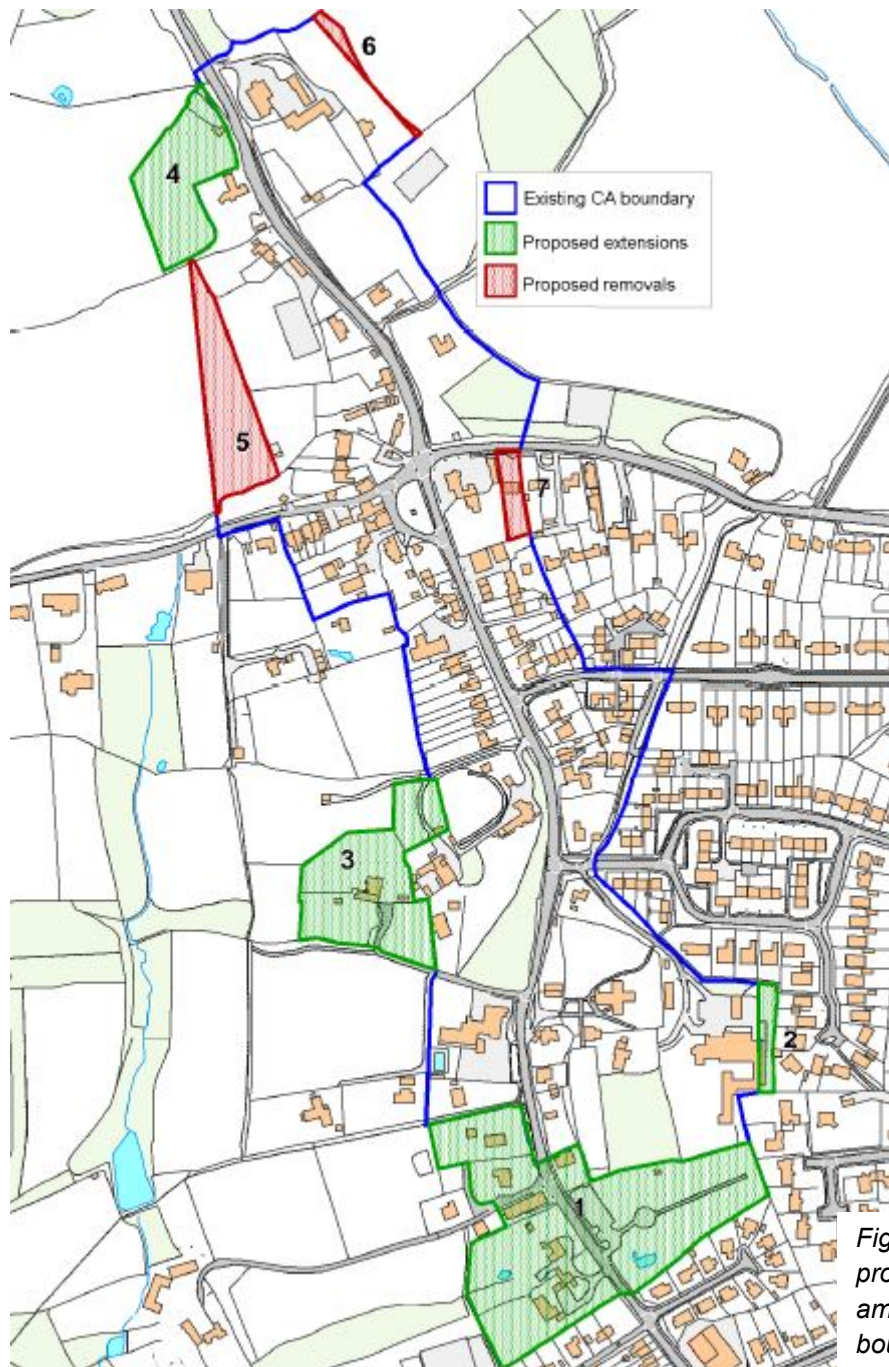 6
4
Existing CA boundary
Proposed extensions
Proposed removals
5
7
3
2
1
Fig
pro
am
bou